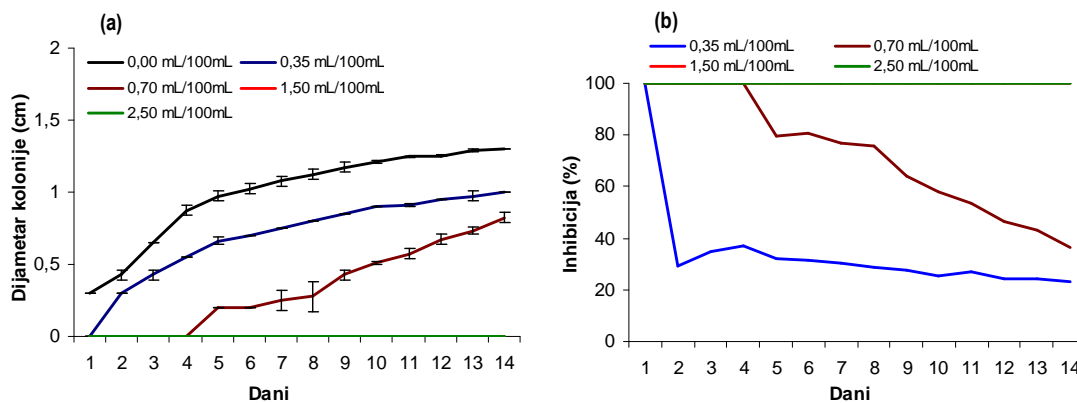 (a)
0,00 mL/100mL 0,35 mL/100mL
0,70 mL/100mL 1,50 mL/100mL
2,50 mL/100mL
Dijametar kolonije (cm)
2
1,5
1
0,5
0
1 2 3 4 5 6 7 8 9 10 11 12 13 14
Dani
(b)
0,35 mL/100mL 0,70 mL/100mL
1,50 mL/100mL 2,50 mL/100mL
Inhibicija (%)
100
80
60
40
20
0
1 2 3 4 5 6 7 8 9 10 11 12 13 14
Dani